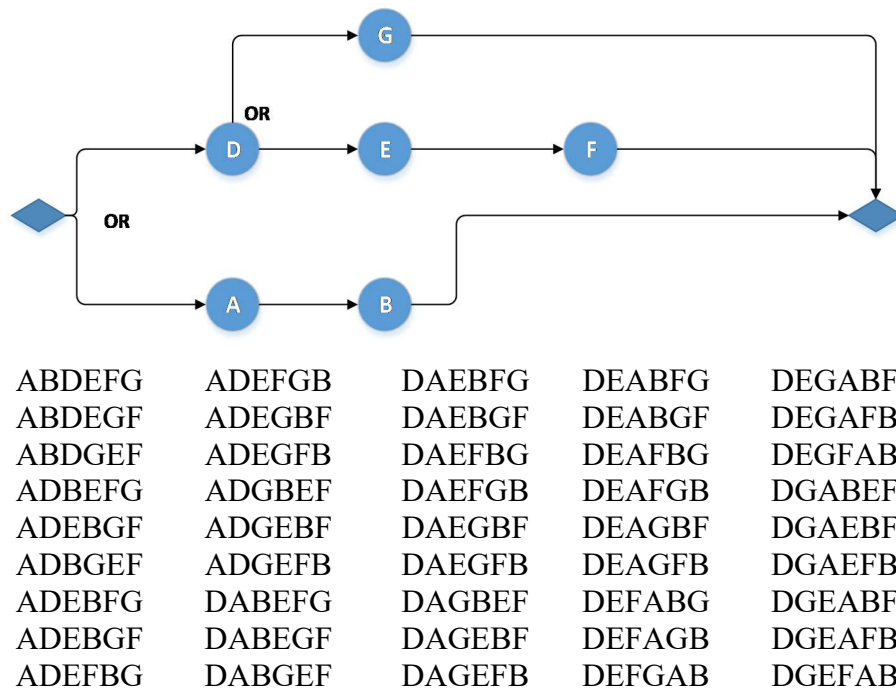 G
OR
D E F
OR
A B
ABDEFG ADEFGB DAEBFG DEABFG DEGABF
ABDEGF ADEGBF DAEBGF DEABGF DEGAFB
ABDGEF ADEGFB DAEFBG DEAFBG DEGFAB
ADBEFG ADGBEF DAEFGB DEAFGB DGABEF
ADEBGF ADGEBF DAEGBF DEAGBF DGAEBF
ADBGEF ADGEFB DAEGFB DEAGFB DGAEFB
ADEBFG DABEFG DAGBEF DEFABG DGEABF
ADEBGF DABEGF DAGEBF DEFAGB DGEAFB
ADEFBG DABGEF DAGEFB DEFGAB DGEFAB